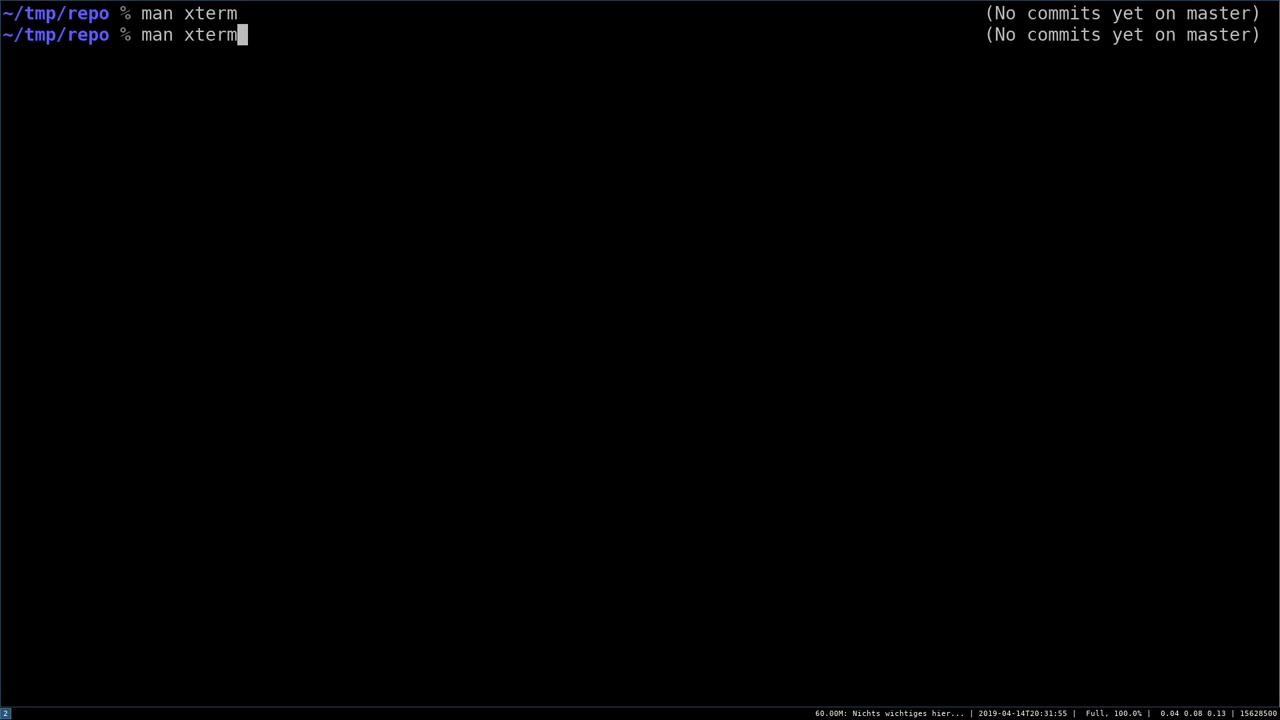 ~/tmp/repo % man xterm (No commits yet on master)
~/tmp/repo % man xterm (No commits yet on master)
2 60.00M: Nichts wichtiges hier... | 2019-04-14T20:31:55 | Full, 100.0% | 0.04 0.08 0.13 | 15628500